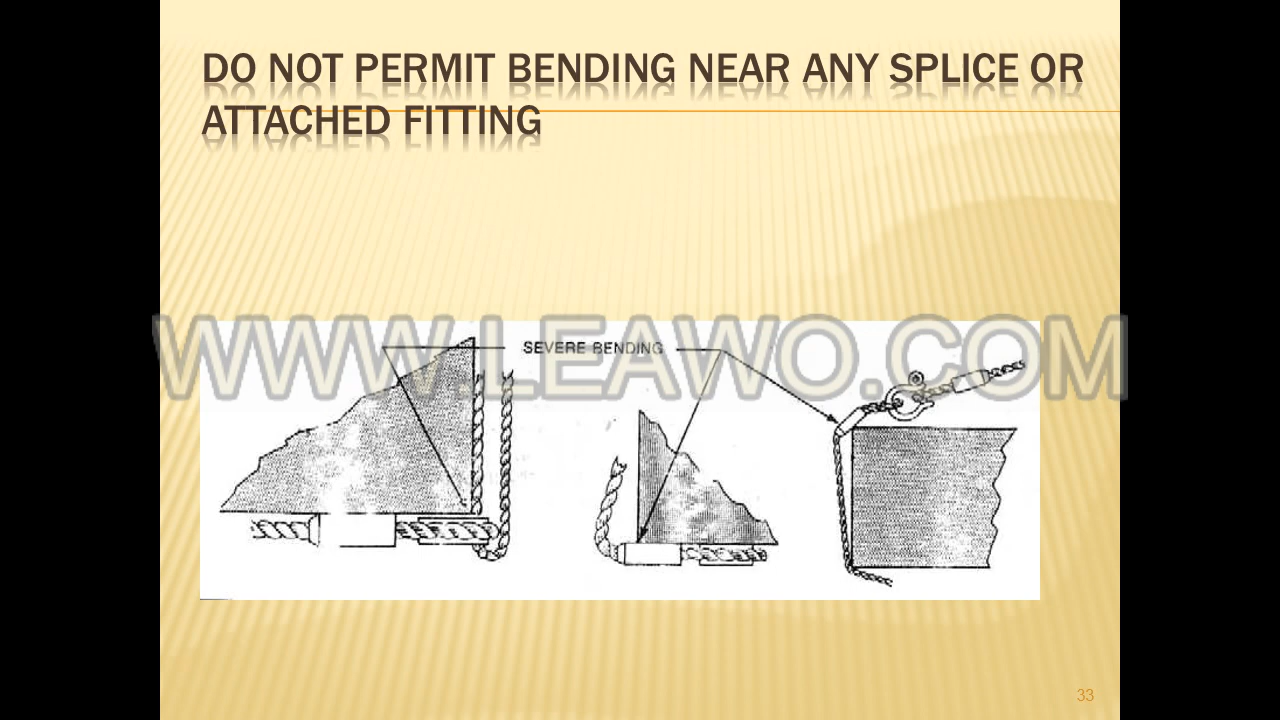 DO NOT PERMIT BENDING NEAR ANY SPLICE OR
ATTACHED FITTING
WWW.LEAWO.COM
SEVERE BENDING
33